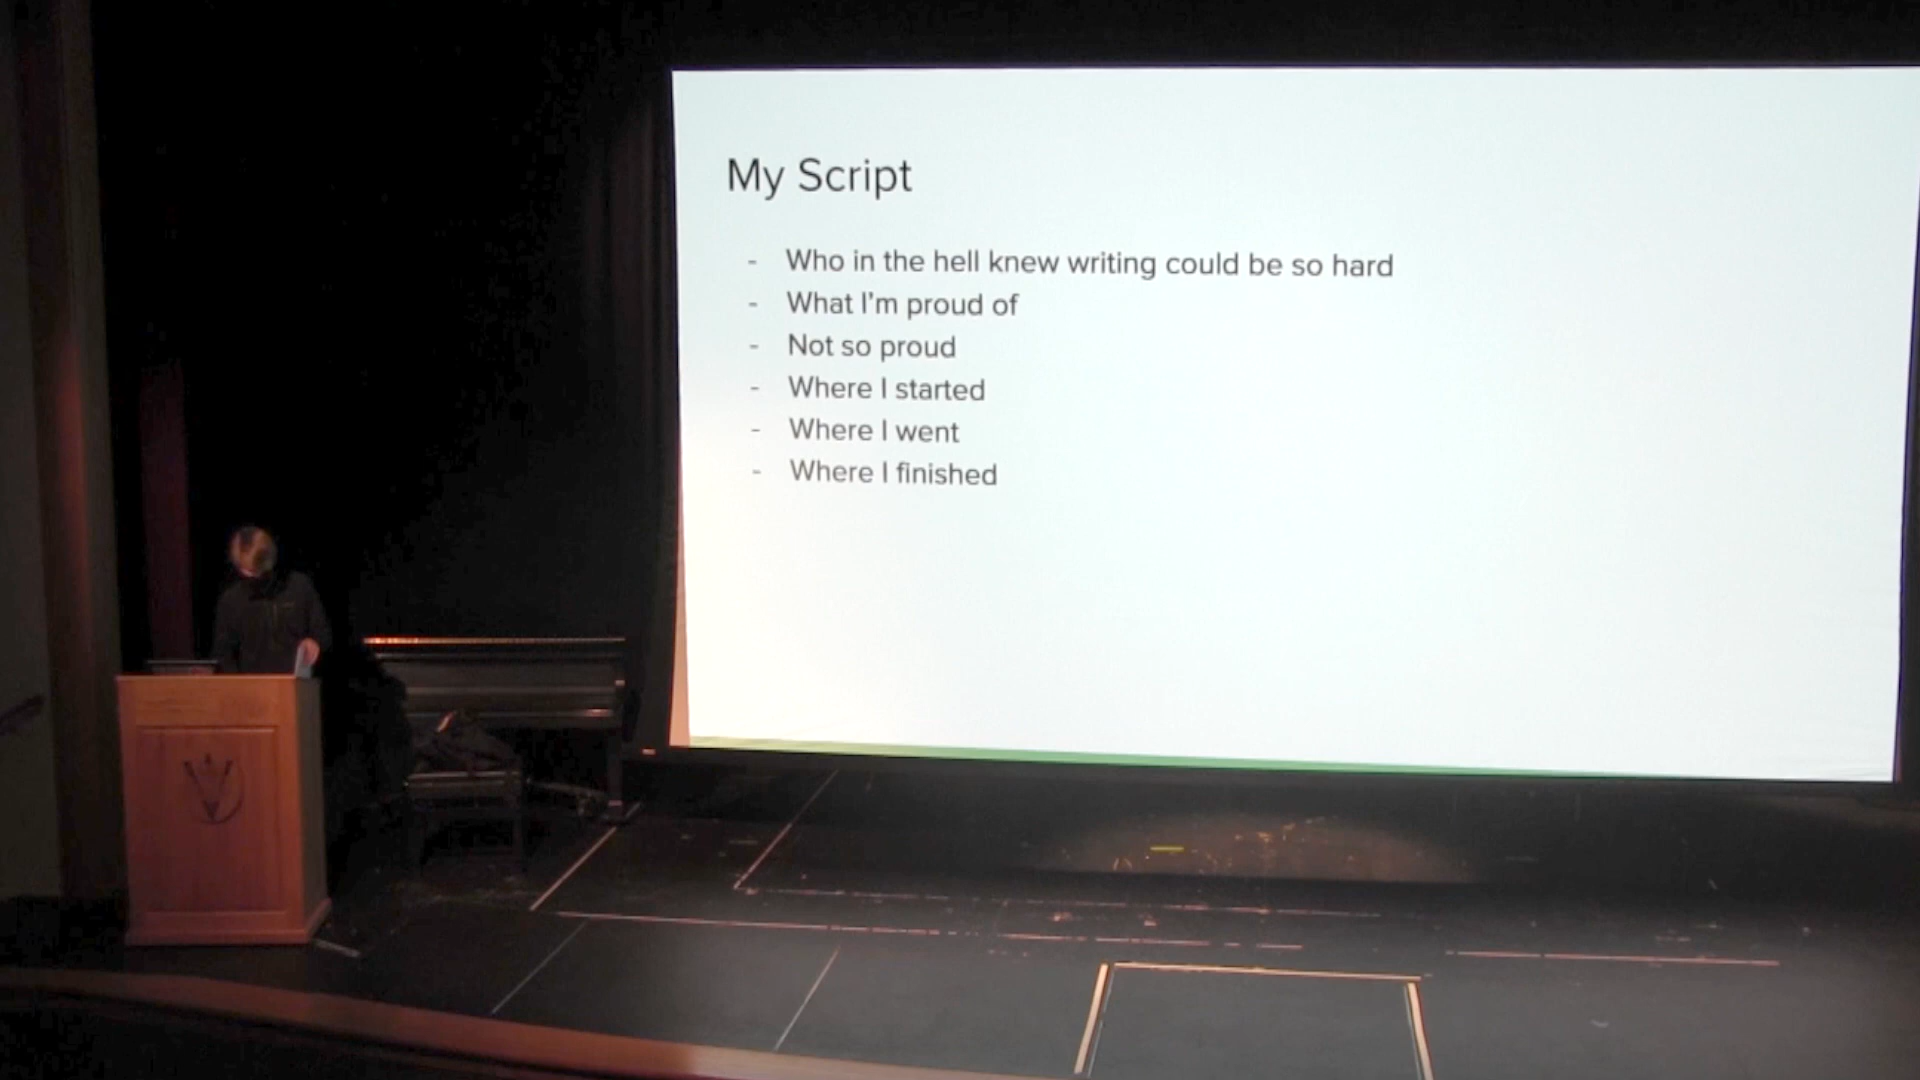 My Script
- Who in the hell knew writing could be so hard
- What I'm proud of
- Not so proud
- Where I started
- Where I went
- Where I finished